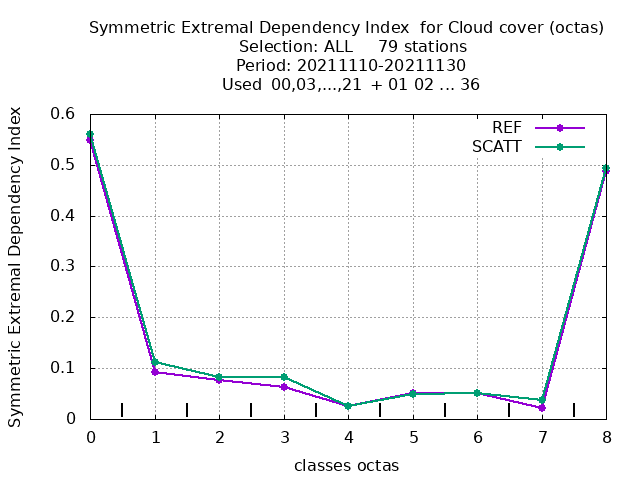 Symmetric Extremal Dependency Index  for Cloud cover (octas)
Selection: ALL     79 stations
Period: 20211110-20211130
Used  00,03,...,21  + 01 02 ... 36
Symmetric Extremal Dependency Index
0.6
0.5
0.4
0.3
0.2
0.1
0
REF
SCATT
0 1 2 3 4 5 6 7 8
classes octas